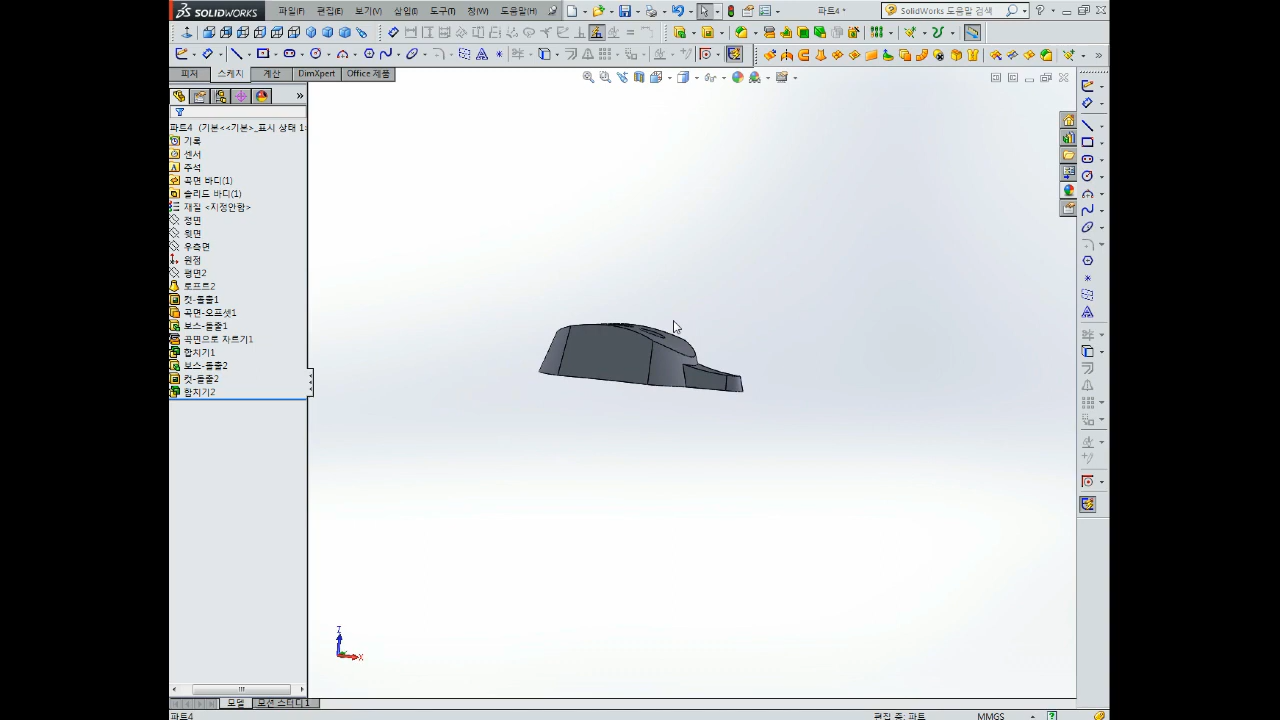 SOLIDWORKS 파일(F) 편집(E) 보기(V) 삽입(I) 도구(T) 창(W) 도움말(H) 파트4 * SolidWorks 도움말 검색
피처 스케치 계산 DimXpert Office 제품
파트4 (기본<<기본>_표시 상태 1>
기록
센서
주석
곡면 바디(1)
솔리드 바디(1)
재질 <지정안함>
정면
윗면
우측면
원점
평면2
로프트2
컷-돌출1
곡면-오프셋1
보스-돌출1
곡면으로 자르기1
합치기1
보스-돌출2
컷-돌출2
합치기2
Z
X
모델 모션 스터디 1
파트4 편집 중: 파트 MMGS